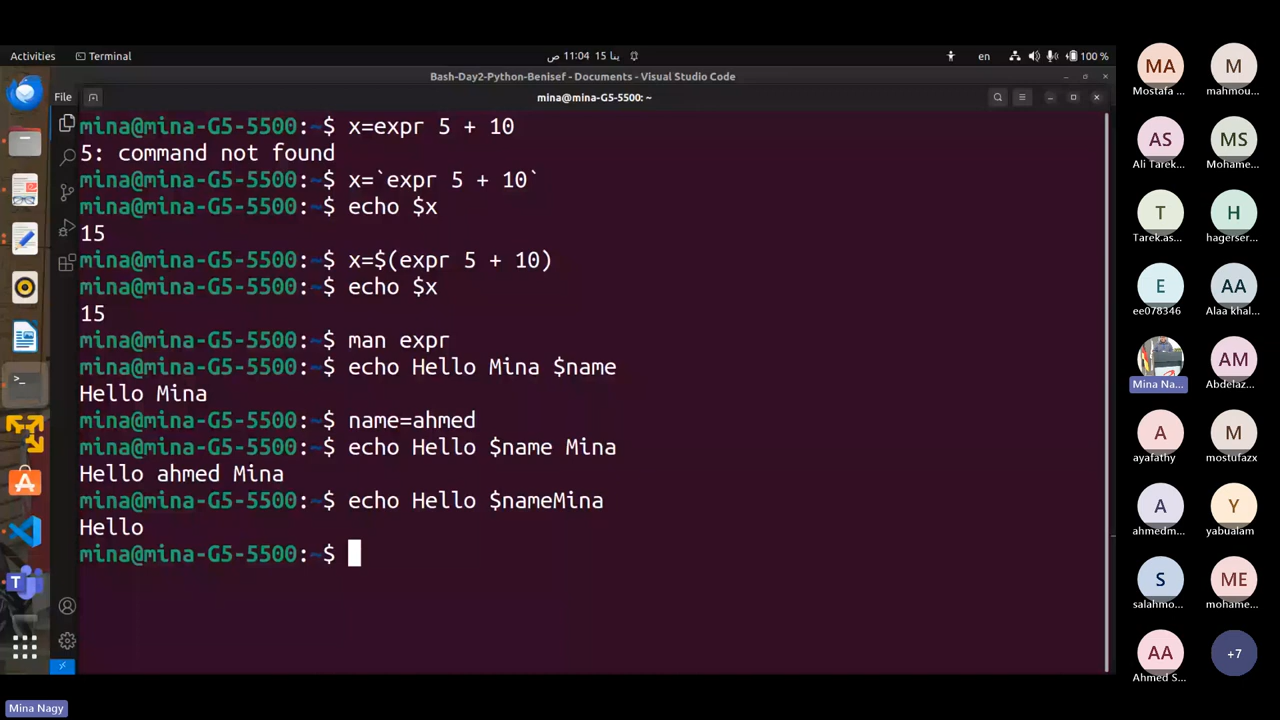 Activities
Terminal
ص 11:04 15 ينا
en
100 %
Bash-Day2-Python-Benisef - Documents - Visual Studio Code
File
mina@mina-G5-5500: ~
mina@mina-G5-5500:~$ x=expr 5 + 10
5: command not found
mina@mina-G5-5500:~$ x=`expr 5 + 10`
mina@mina-G5-5500:~$ echo $x
15
mina@mina-G5-5500:~$ x=$(expr 5 + 10)
mina@mina-G5-5500:~$ echo $x
15
mina@mina-G5-5500:~$ man expr
mina@mina-G5-5500:~$ echo Hello Mina $name
Hello Mina
mina@mina-G5-5500:~$ name=ahmed
mina@mina-G5-5500:~$ echo Hello $name Mina
Hello ahmed Mina
mina@mina-G5-5500:~$ echo Hello $nameMina
Hello
mina@mina-G5-5500:~$
MA
Mostafa ...
M
mahmou...
AS
Ali Tarek...
MS
Mohame...
T
Tarek.as...
H
hagerser...
E
ee078346
AA
Alaa khal...
Mina Na...
AM
Abdelaz...
A
ayafathy
M
mostufazx
A
ahmedm...
Y
yabualam
S
salahmo...
ME
mohame...
AA
Ahmed S...
+7
Mina Nagy